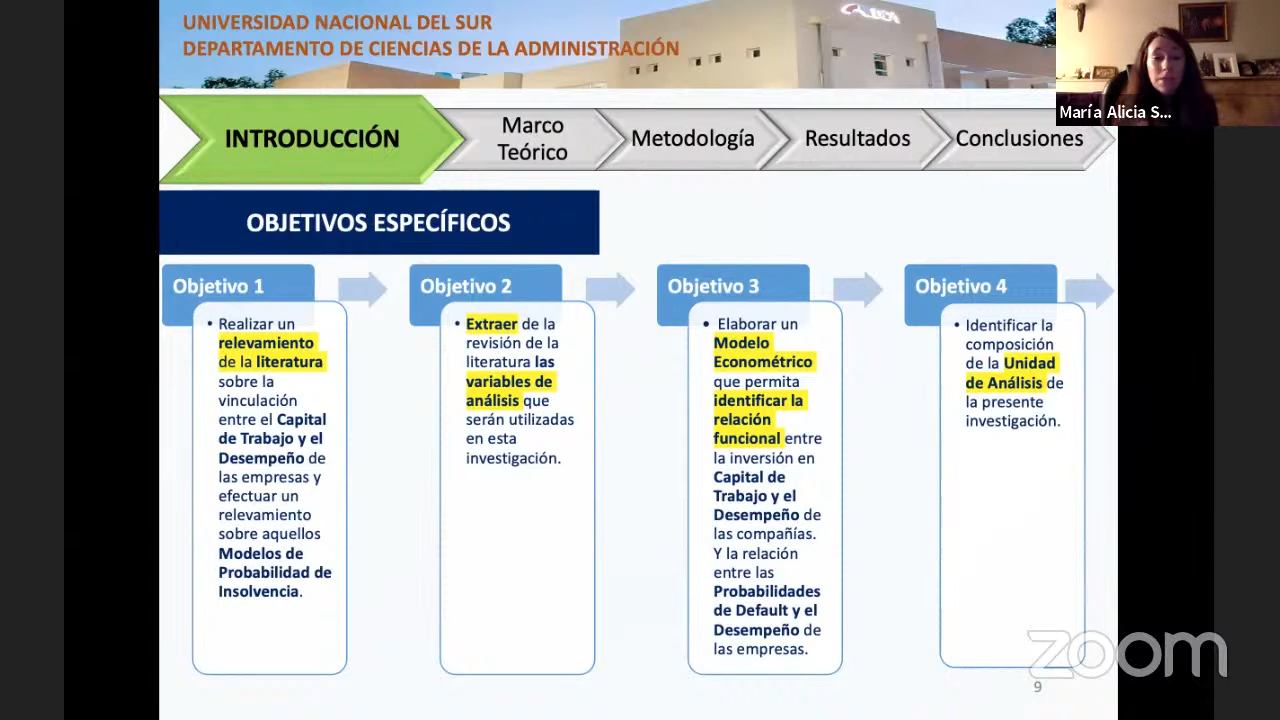 UNIVERSIDAD NACIONAL DEL SUR
DEPARTAMENTO DE CIENCIAS DE LA ADMINISTRACIÓN
María Alicia S...
INTRODUCCIÓN
Marco
Teórico
Metodología
Resultados
Conclusiones
OBJETIVOS ESPECÍFICOS
Objetivo 1
• Realizar un
relevamiento
de la literatura
sobre la
vinculación
entre el Capital
de Trabajo y el
Desempeño de
las empresas y
efectuar un
relevamiento
sobre aquellos
Modelos de
Probabilidad de
Insolvencia.
Objetivo 2
• Extraer de la
revisión de la
literatura las
variables de
análisis que
serán utilizadas
en esta
investigación.
Objetivo 3
• Elaborar un
Modelo
Econométrico
que permita
identificar la
relación
funcional entre
la inversión en
Capital de
Trabajo y el
Desempeño de
las compañías.
Y la relación
entre las
Probabilidades
de Default y el
Desempeño de
las empresas.
Objetivo 4
• Identificar la
composición
de la Unidad
de Análisis de
la presente
investigación.
zoom
9